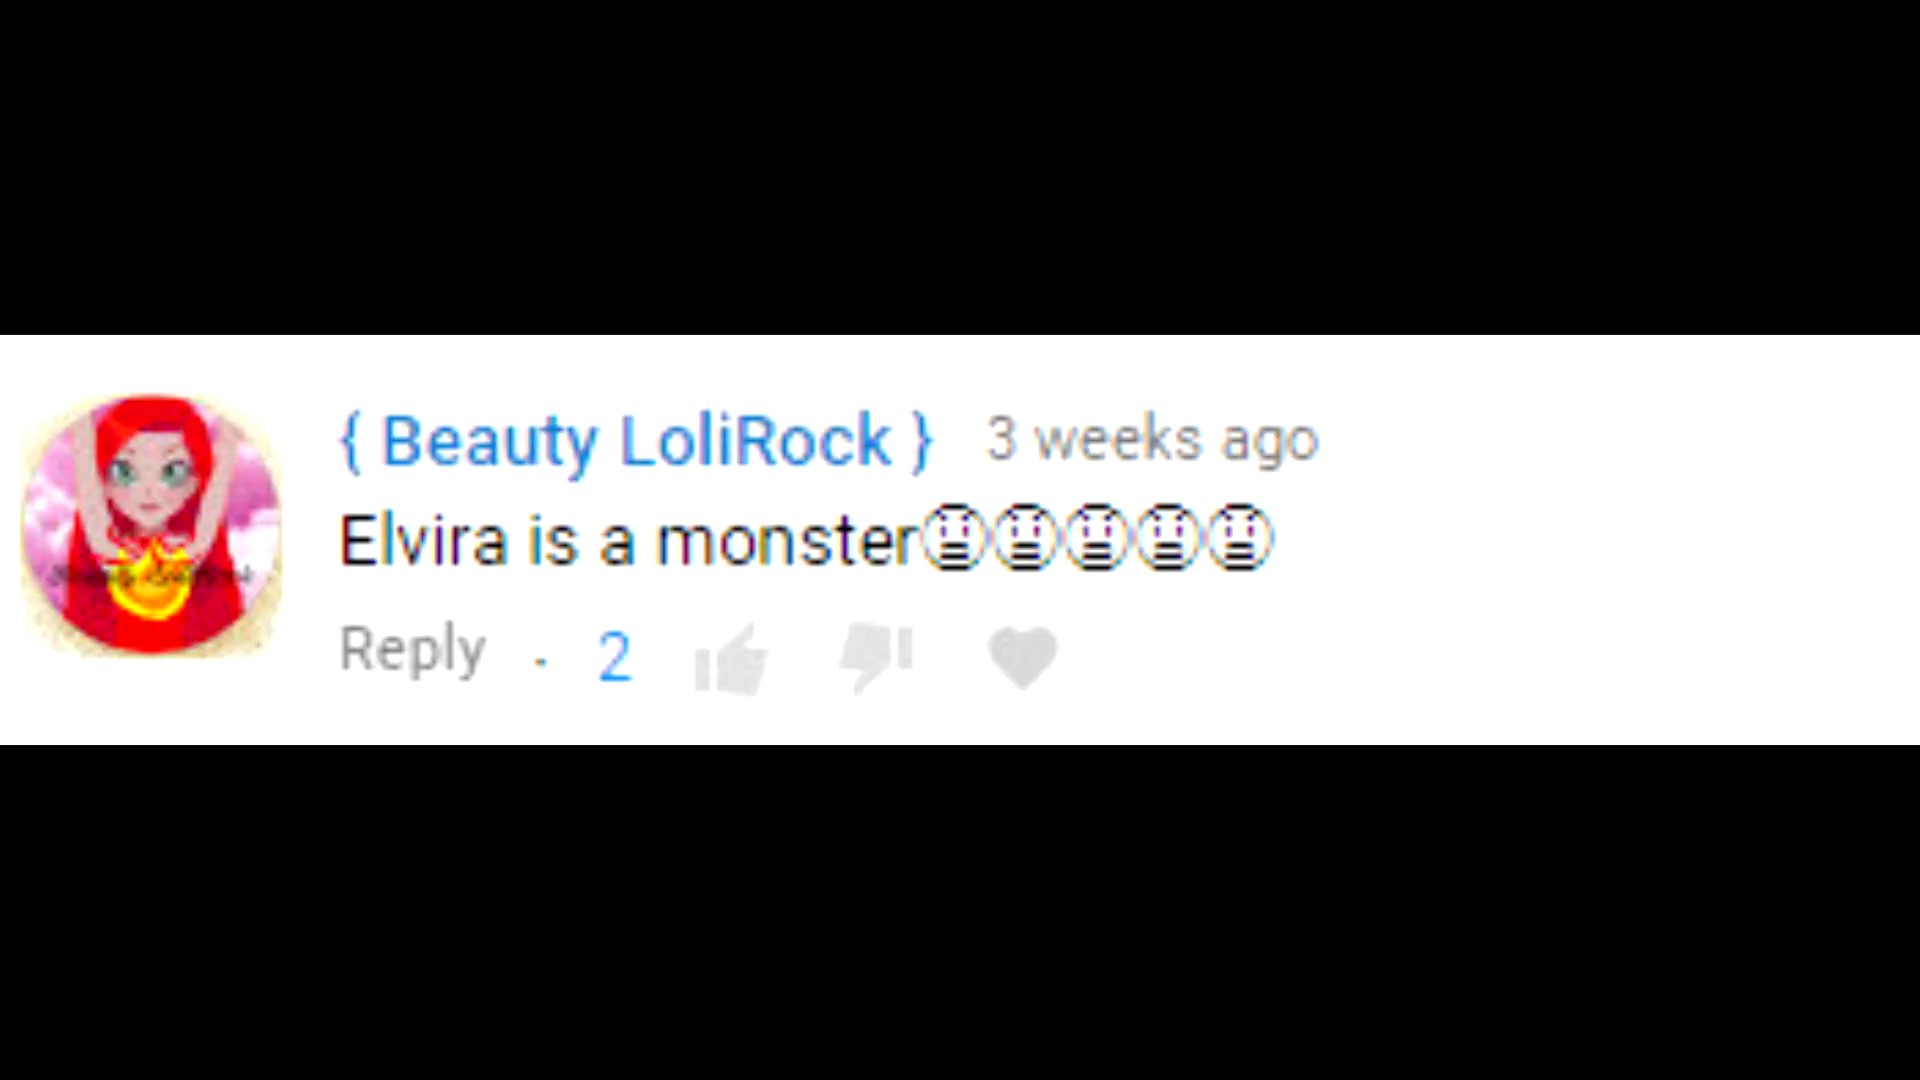 { Beauty LoliRock } 3 weeks ago
Elvira is a monster😡😡😡😡😡
Reply · 2